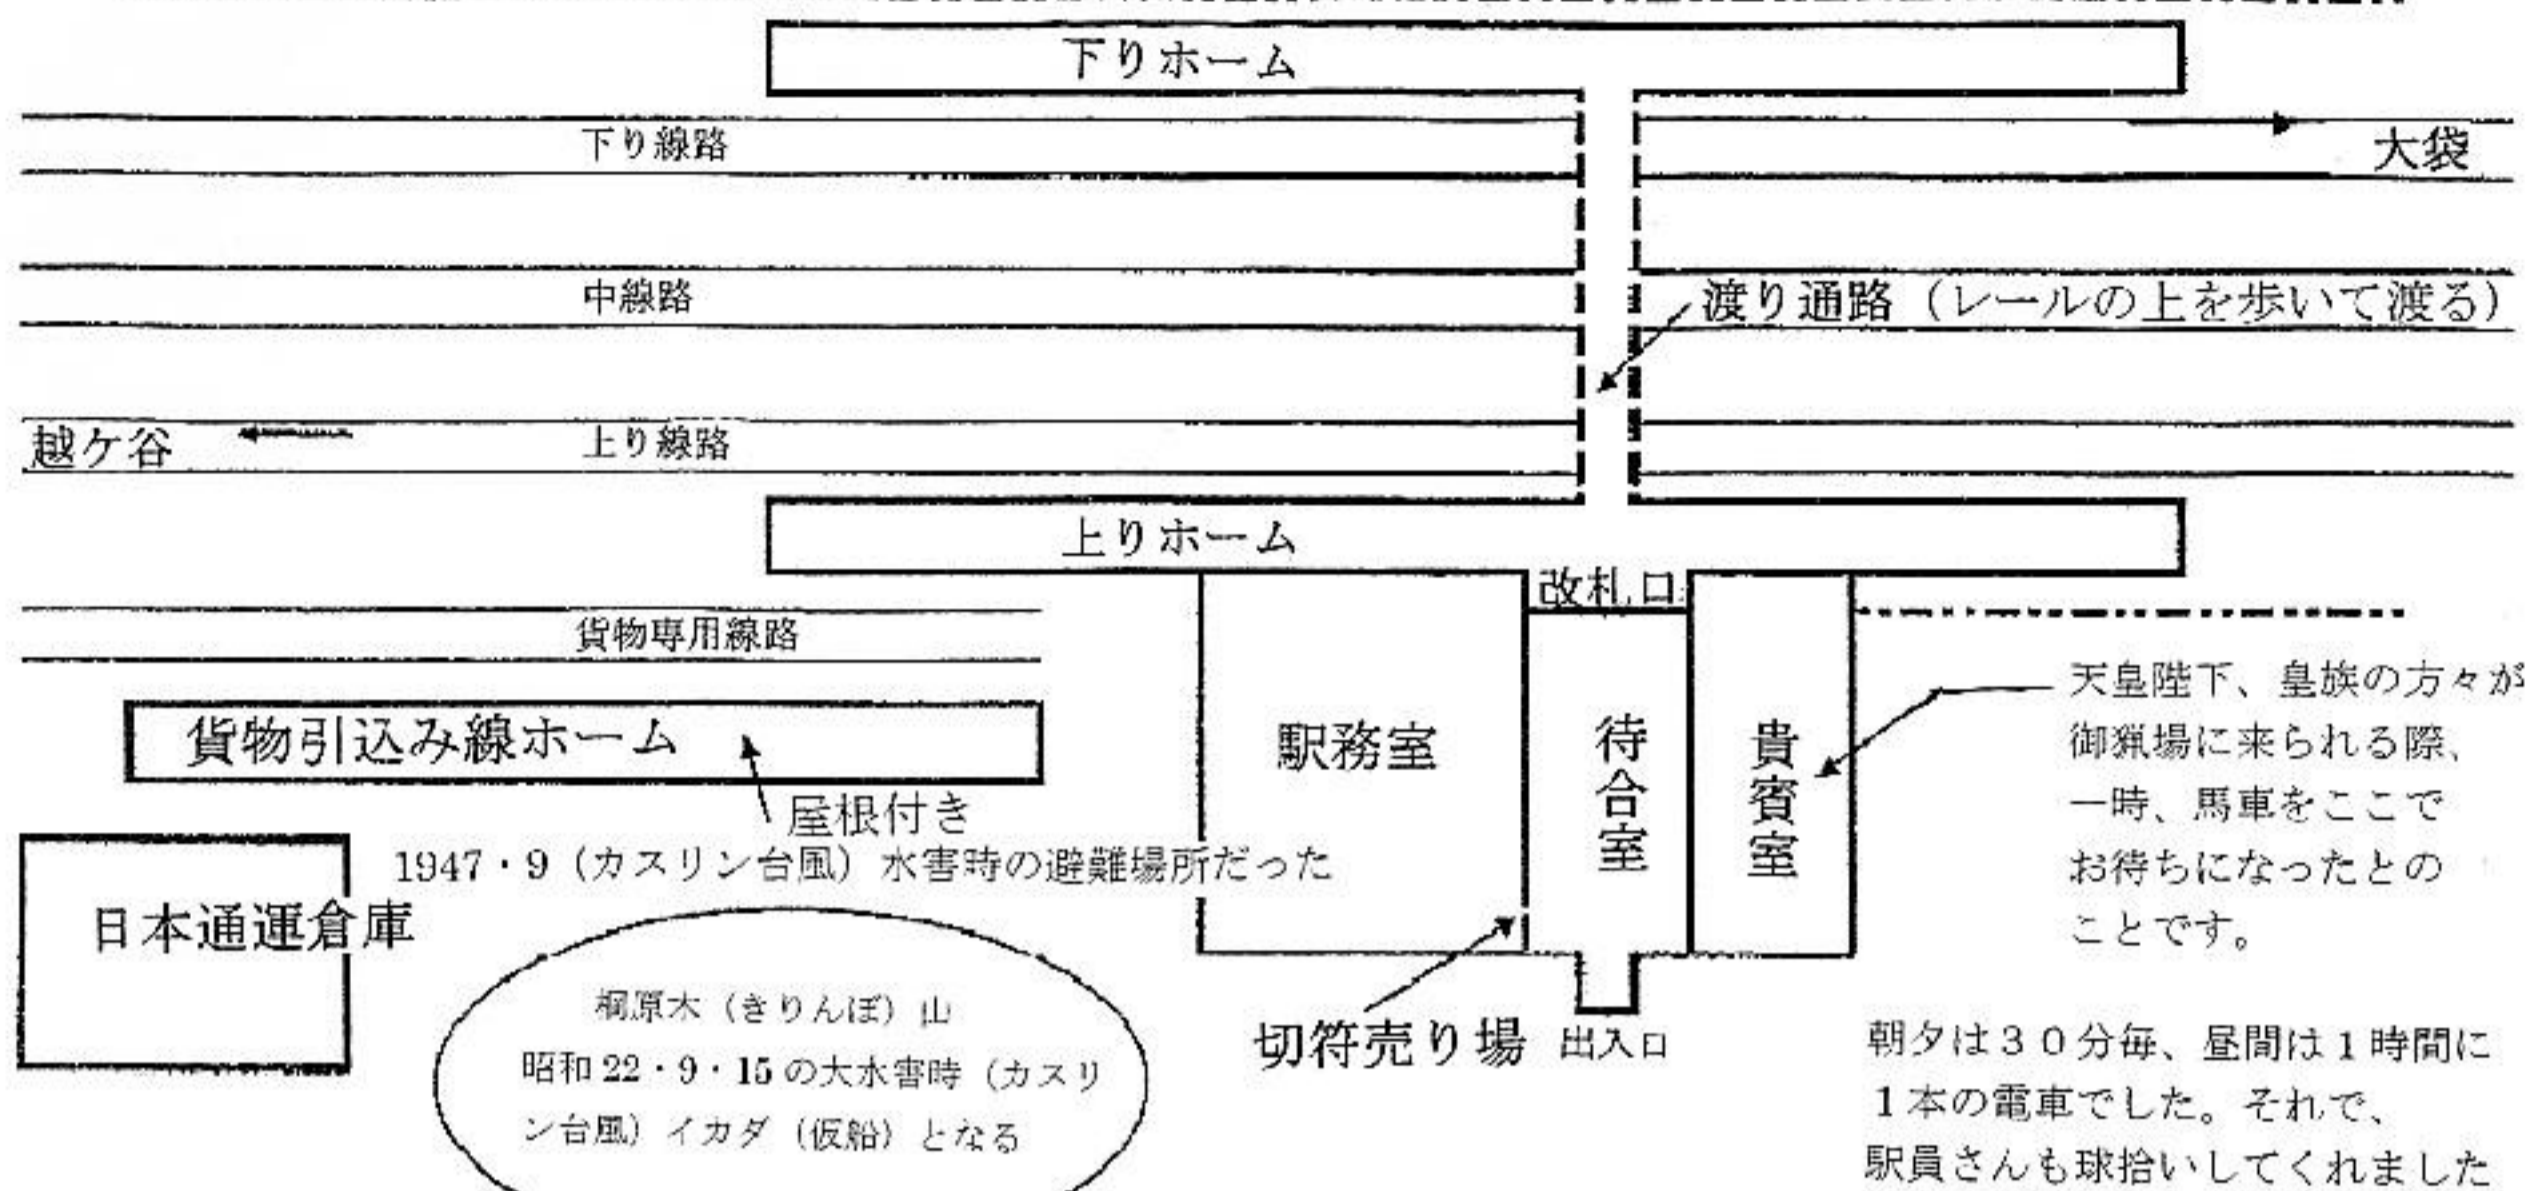 下りホーム
下り線路
大袋
中線路
渡り通路（レールの上を歩いて渡る）
越ケ谷
上り線路
上りホーム
改札口
貨物専用線路
貨物引込み線ホーム
屋根付き
1947・9（カスリン台風）水害時の避難場所だった
駅務室
待合室
貴賓室
天皇陛下、皇族の方々が
御猟場に来られる際、
一時、馬車をここで
お待ちになったとの
ことです。
日本通運倉庫
原木（きりんぼ）山
昭和22・9・15の大水害時（カスリ
ン台風）イカダ（仮船）となる
切符売り場
出入口
朝夕は３０分毎、昼間は１時間に
１本の電車でした。それで、
駅員さんも球拾いしてくれました